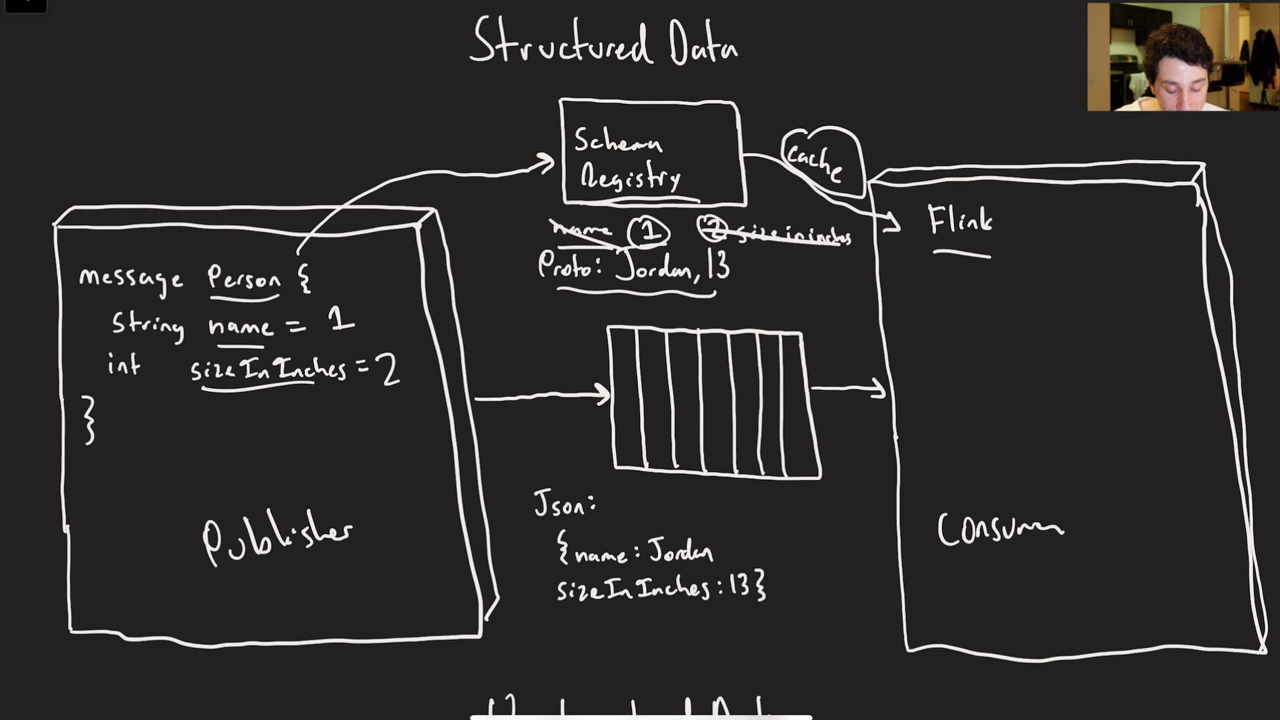 Structured Data
Schema
Registry
cache
Flink
name 1 2 sizeininches
Proto: Jordan, 13
message Person {
String name = 1
int sizeInInches = 2
}
Publisher
Json:
{name: Jordan
sizeInInches: 13}
Consumer
Data